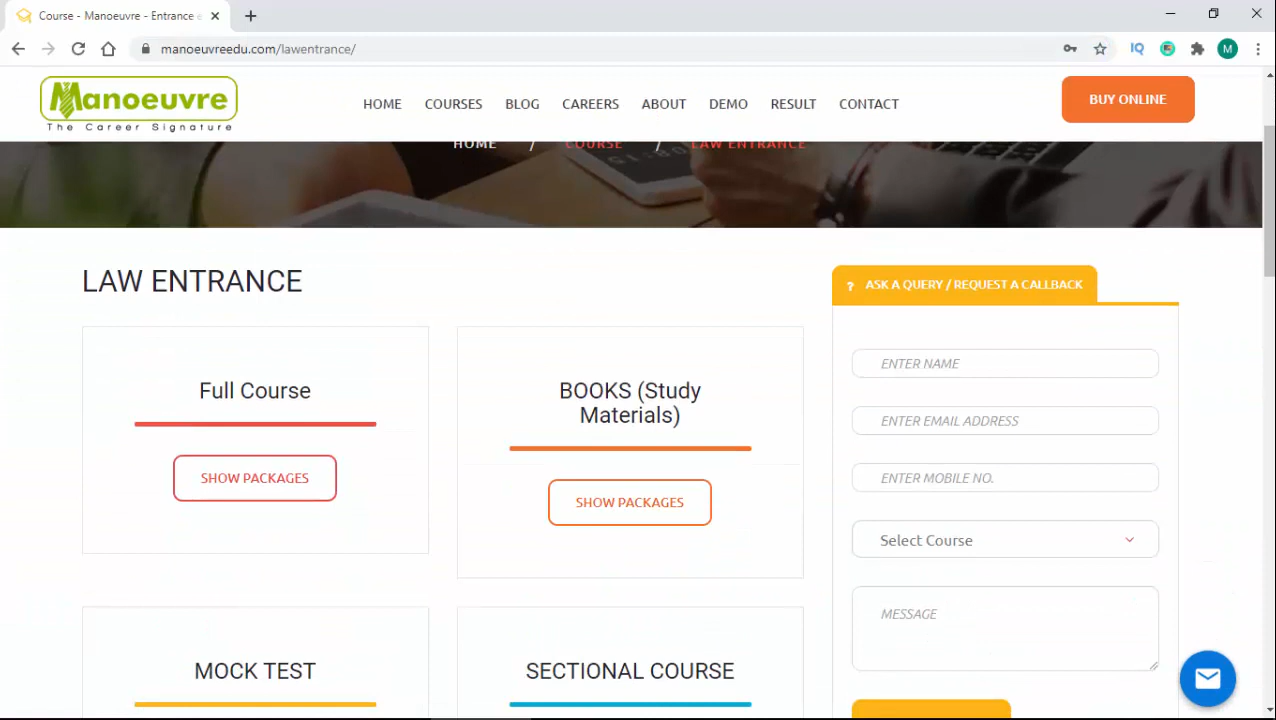 Course - Manoeuvre - Entrance e
manoeuvreedu.com/lawentrance/
IQ
M
Manoeuvre
The Career Signature
HOME COURSES BLOG CAREERS ABOUT DEMO RESULT CONTACT
BUY ONLINE
HOME / COURSE / LAW ENTRANCE
LAW ENTRANCE
Full Course
SHOW PACKAGES
BOOKS (Study
Materials)
SHOW PACKAGES
MOCK TEST
SECTIONAL COURSE
? ASK A QUERY / REQUEST A CALLBACK
ENTER NAME
ENTER EMAIL ADDRESS
ENTER MOBILE NO.
Select Course
MESSAGE